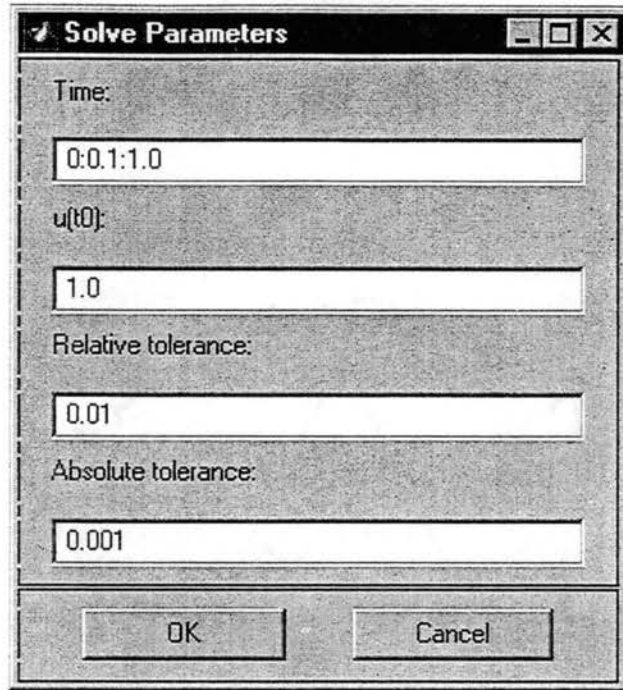 Solve Parameters
Time:
0:0.1:1.0
u(t0):
1.0
Relative tolerance:
0.01
Absolute tolerance:
0.001
OK Cancel